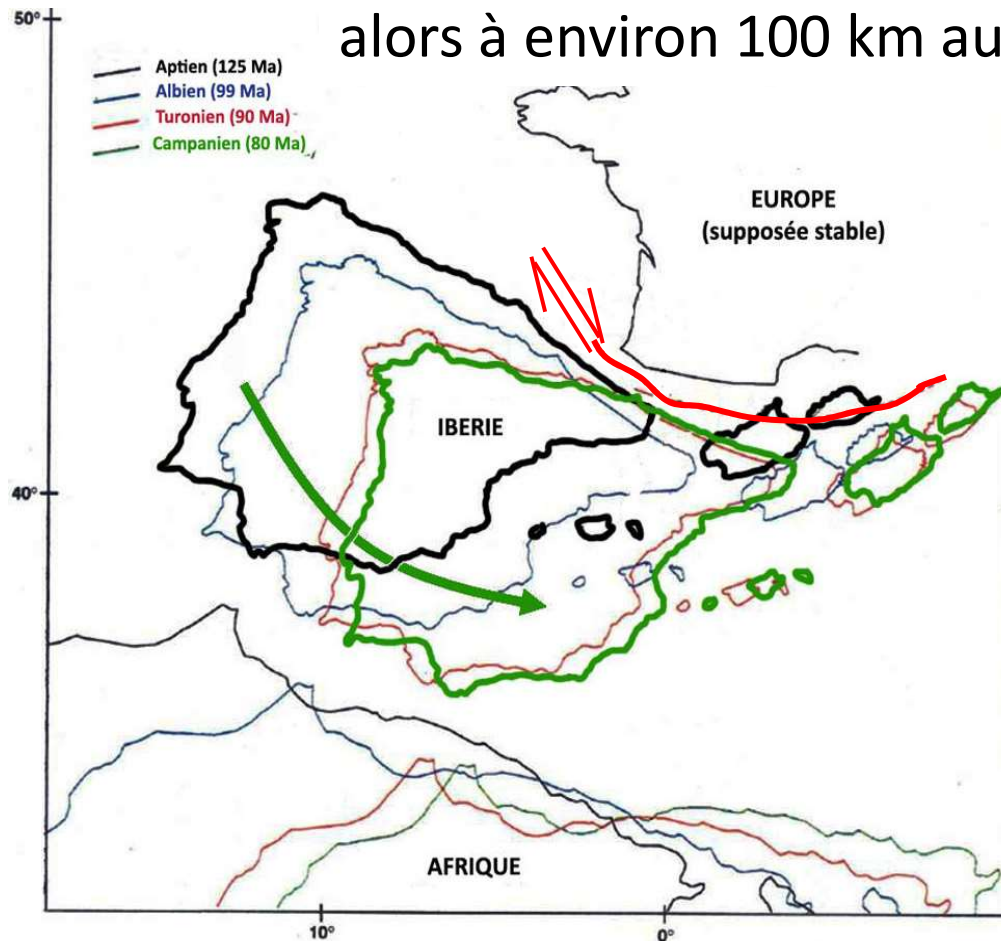 alors à environ 100 km au
50°
Aptien (125 Ma)
Albien (99 Ma)
Turonien (90 Ma)
Campanien (80 Ma)
EUROPE
(supposée stable)
IBERIE
40°
AFRIQUE
10°
0°